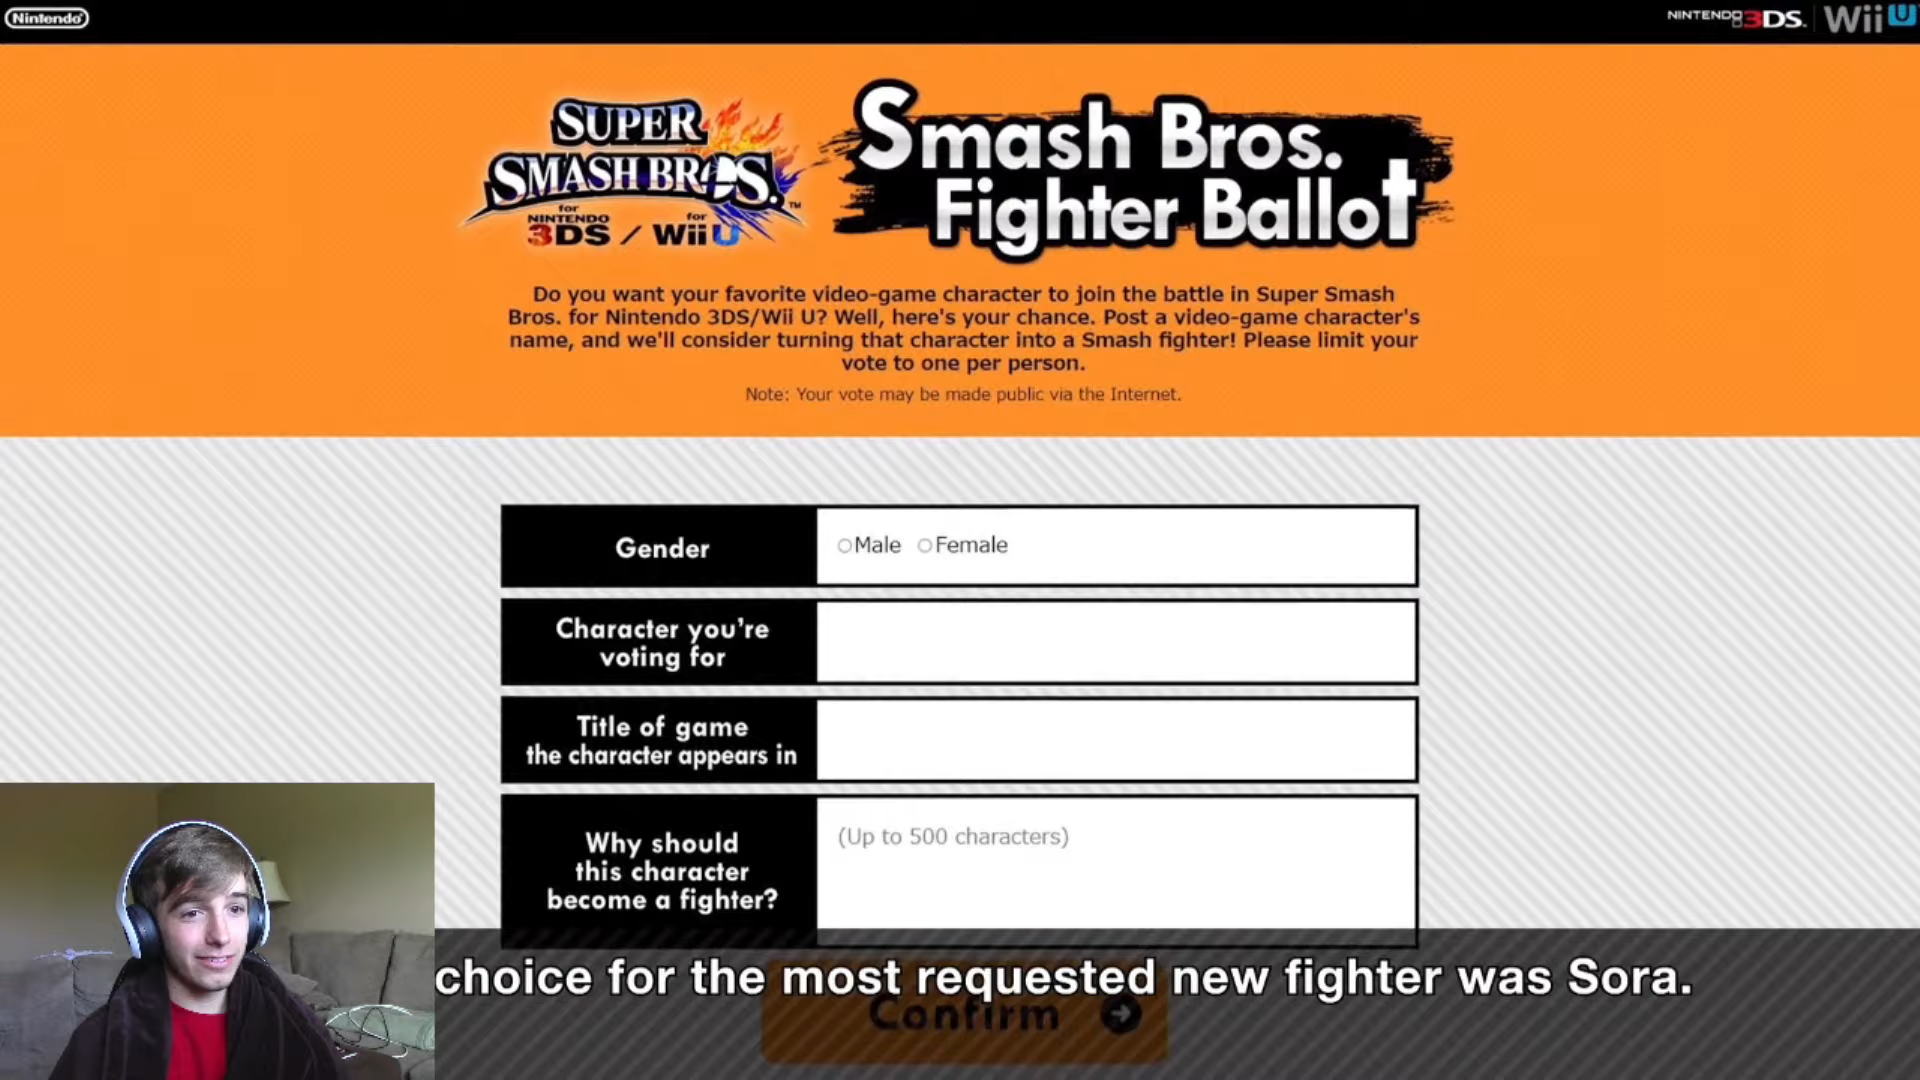 Nintendo
NINTENDO3DS. WiiU
SUPER
SMASH BROS.™
for NINTENDO 3DS / for WiiU
Smash Bros.
Fighter Ballot
Do you want your favorite video-game character to join the battle in Super Smash
Bros. for Nintendo 3DS/Wii U? Well, here's your chance. Post a video-game character's
name, and we'll consider turning that character into a Smash fighter! Please limit your
vote to one per person.
Note: Your vote may be made public via the Internet.
Gender
Male Female
Character you're
voting for
Title of game
the character appears in
Why should
this character
become a fighter?
(Up to 500 characters)
choice for the most requested new fighter was Sora.
Confirm